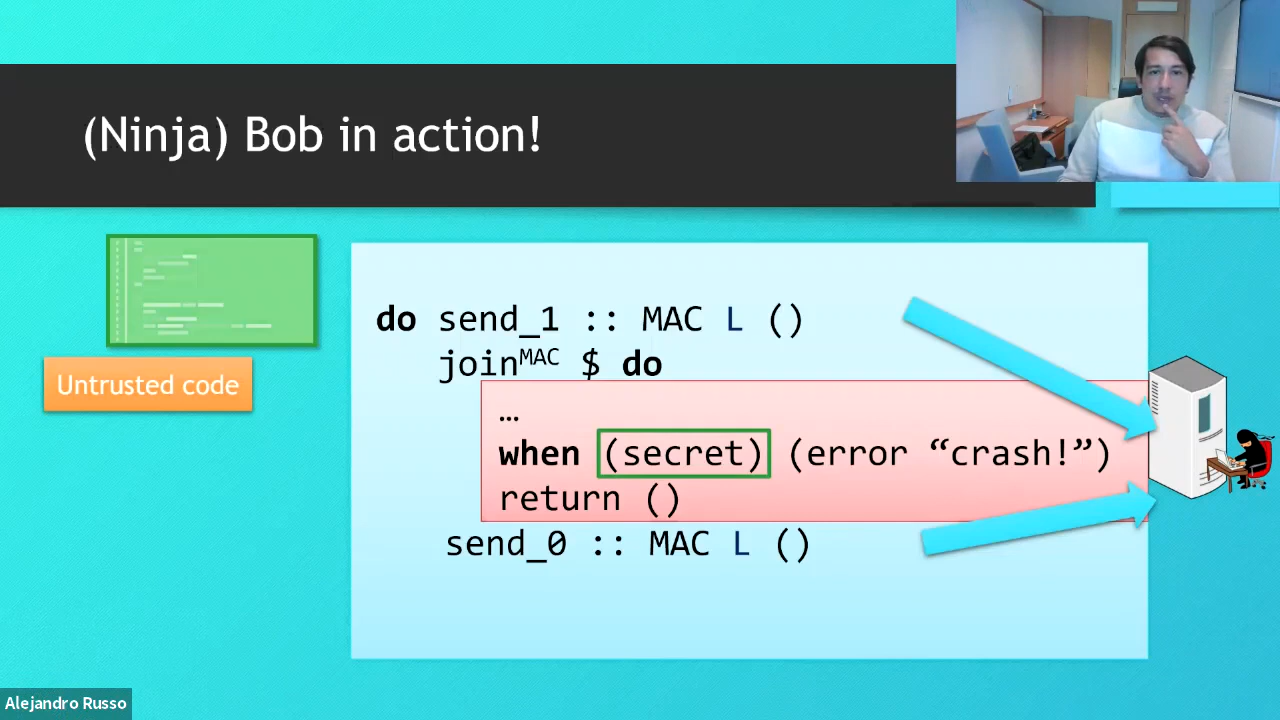 (Ninja) Bob in action!
do send_1 :: MAC L ()
joinMAC $ do
Untrusted code
…
when (secret) (error “crash!”)
return ()
send_0 :: MAC L ()
Alejandro Russo